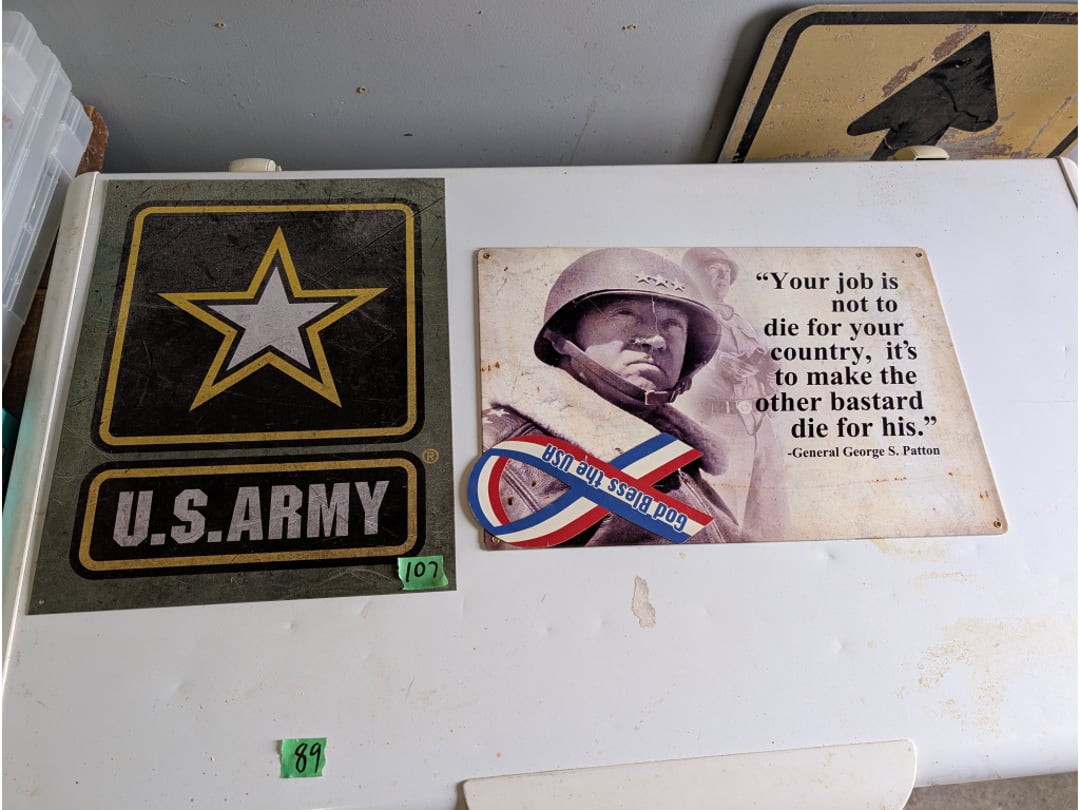 U.S.ARMY
®
107
“Your job is
not to
die for your
country, it's
to make the
other bastard
die for his.”
-General George S. Patton
God Bless the USA
89